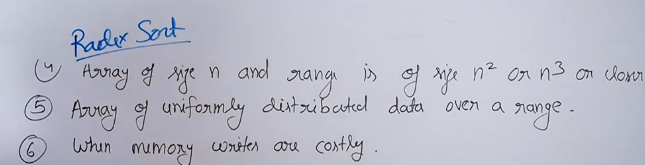 Radix Sort
(4) Array of size n and range is of size n² or n3 or closer
(5) Array of uniformly distributed data over a range.
(6) When memory writes are costly.